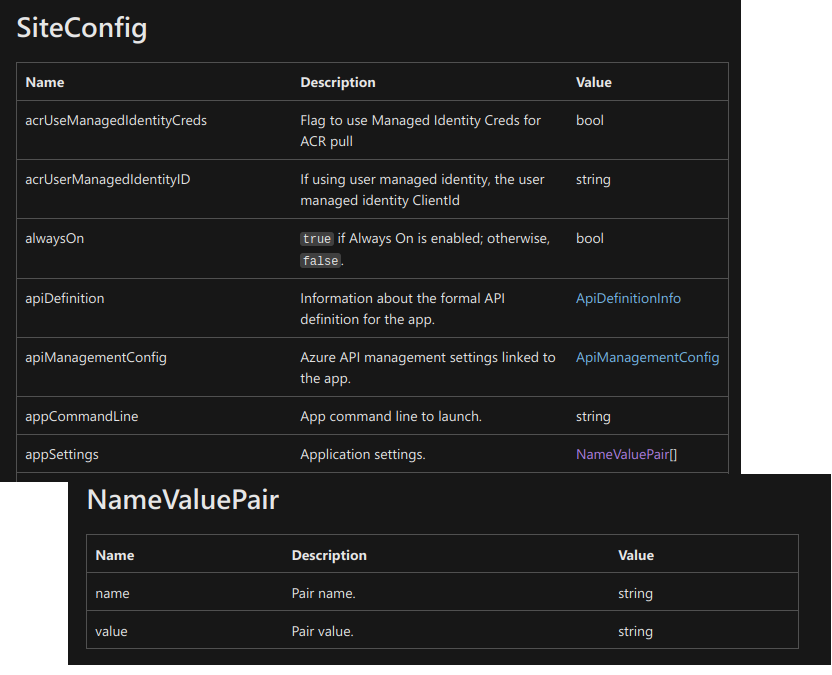 SiteConfig
Name Description Value
acrUseManagedIdentityCreds Flag to use Managed Identity Creds for bool
ACR pull
acrUserManagedIdentityID If using user managed identity, the user string
managed identity ClientId
alwaysOn true if Always On is enabled; otherwise, bool
false.
apiDefinition Information about the formal API ApiDefinitionInfo
definition for the app.
apiManagementConfig Azure API management settings linked to ApiManagementConfig
the app.
appCommandLine App command line to launch. string
appSettings Application settings. NameValuePair[]
NameValuePair
Name Description Value
name Pair name. string
value Pair value. string